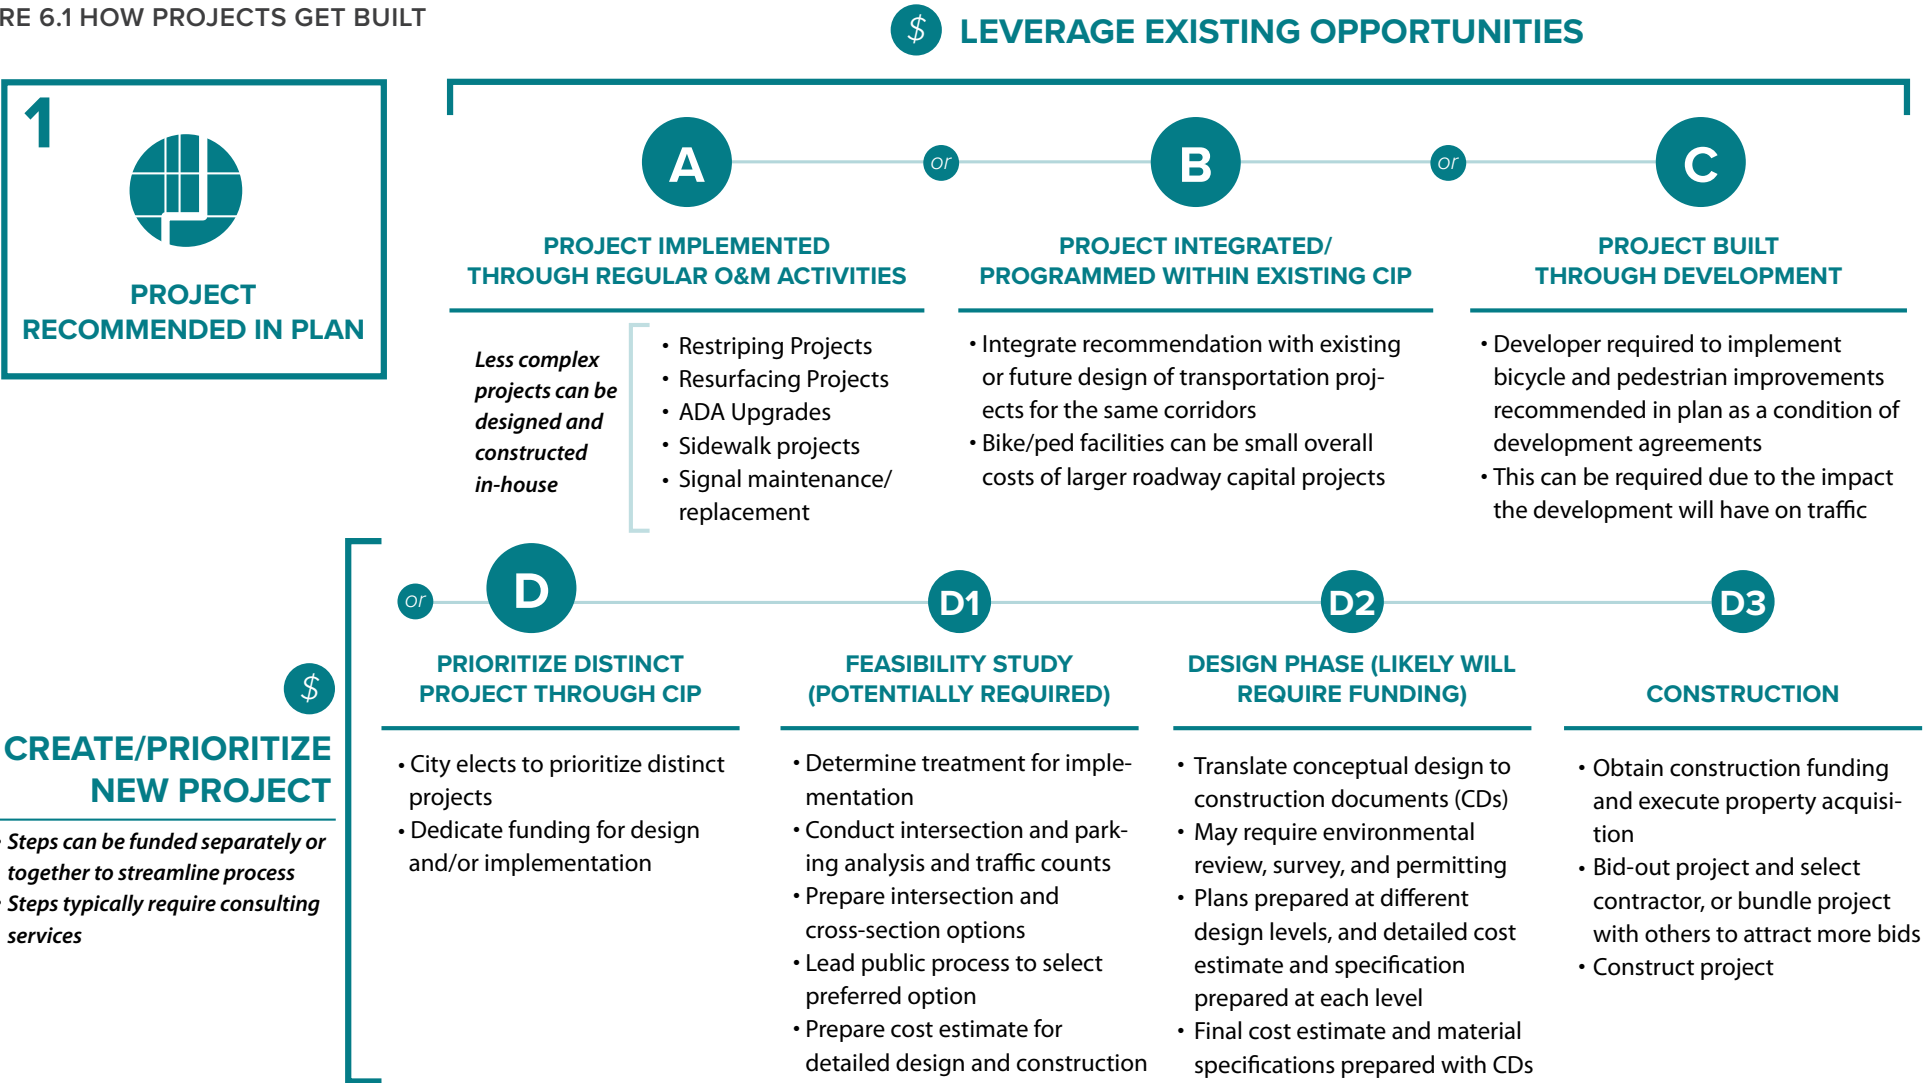 RE 6.1 HOW PROJECTS GET BUILT
$ LEVERAGE EXISTING OPPORTUNITIES
1
PROJECT
RECOMMENDED IN PLAN
A
or
B
or
C
PROJECT IMPLEMENTED
THROUGH REGULAR O&M ACTIVITIES
Less complex
projects can be
designed and
constructed
in-house
• Restriping Projects
• Resurfacing Projects
• ADA Upgrades
• Sidewalk projects
• Signal maintenance/
replacement
PROJECT INTEGRATED/
PROGRAMMED WITHIN EXISTING CIP
• Integrate recommendation with existing
or future design of transportation proj-
ects for the same corridors
• Bike/ped facilities can be small overall
costs of larger roadway capital projects
PROJECT BUILT
THROUGH DEVELOPMENT
• Developer required to implement
bicycle and pedestrian improvements
recommended in plan as a condition of
development agreements
• This can be required due to the impact
the development will have on traffic
$
CREATE/PRIORITIZE
NEW PROJECT
• Steps can be funded separately or
together to streamline process
• Steps typically require consulting
services
or
D
PRIORITIZE DISTINCT
PROJECT THROUGH CIP
• City elects to prioritize distinct
projects
• Dedicate funding for design
and/or implementation
D1
FEASIBILITY STUDY
(POTENTIALLY REQUIRED)
• Determine treatment for imple-
mentation
• Conduct intersection and park-
ing analysis and traffic counts
• Prepare intersection and
cross-section options
• Lead public process to select
preferred option
• Prepare cost estimate for
detailed design and construction
D2
DESIGN PHASE (LIKELY WILL
REQUIRE FUNDING)
• Translate conceptual design to
construction documents (CDs)
• May require environmental
review, survey, and permitting
• Plans prepared at different
design levels, and detailed cost
estimate and specification
prepared at each level
• Final cost estimate and material
specifications prepared with CDs
D3
CONSTRUCTION
• Obtain construction funding
and execute property acquisi-
tion
• Bid-out project and select
contractor, or bundle project
with others to attract more bids
• Construct project